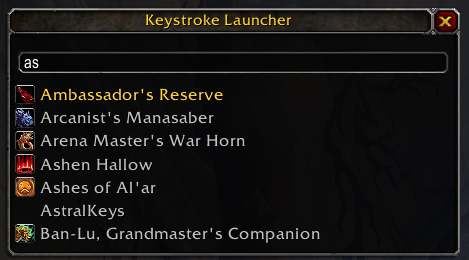 Keystroke Launcher
as
Ambassador's Reserve
Arcanist's Manasaber
Arena Master's War Horn
Ashen Hallow
Ashes of Al'ar
AstralKeys
Ban-Lu, Grandmaster's Companion